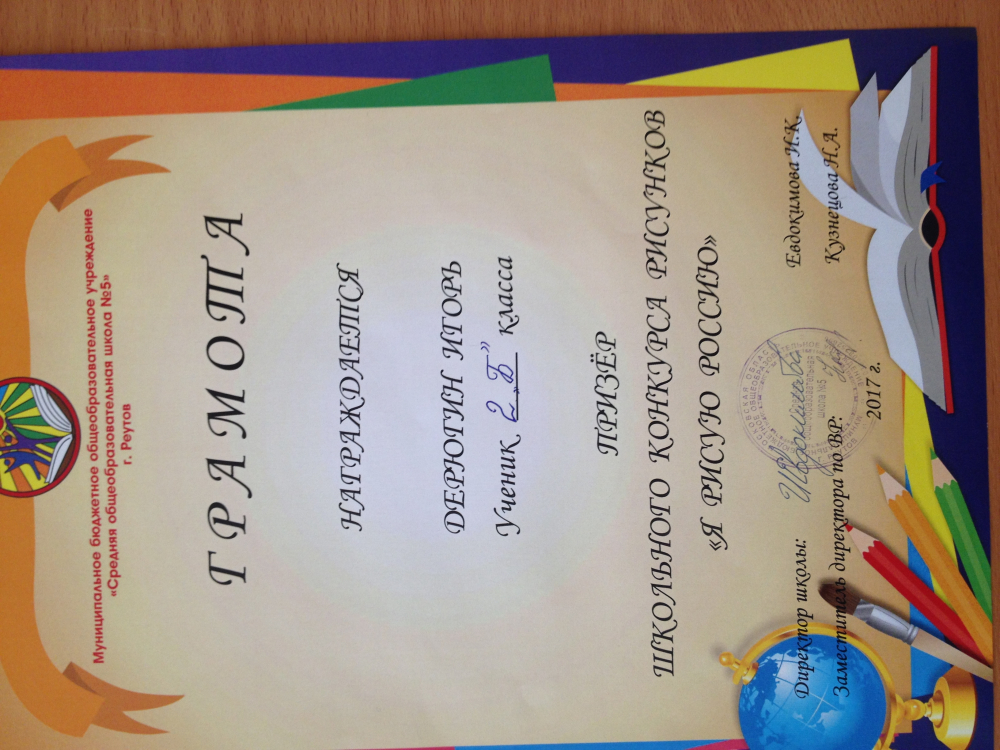 Муниципальное бюджетное общеобразовательное учреждение
«Средняя общеобразовательная школа №5»
г. Реутов
ГРАМОТА
НАГРАЖДАЕТСЯ
ДЕРЮГИН ИГОРЬ
Ученик 2 „Б” класса
ПРИЗЁР
ШКОЛЬНОГО КОНКУРСА РИСУНКОВ
«Я РИСУЮ РОССИЮ»
Директор школы: Евдокимова И.К.
Заместитель директора по ВР: Кузнецова Н.А.
2017 г.